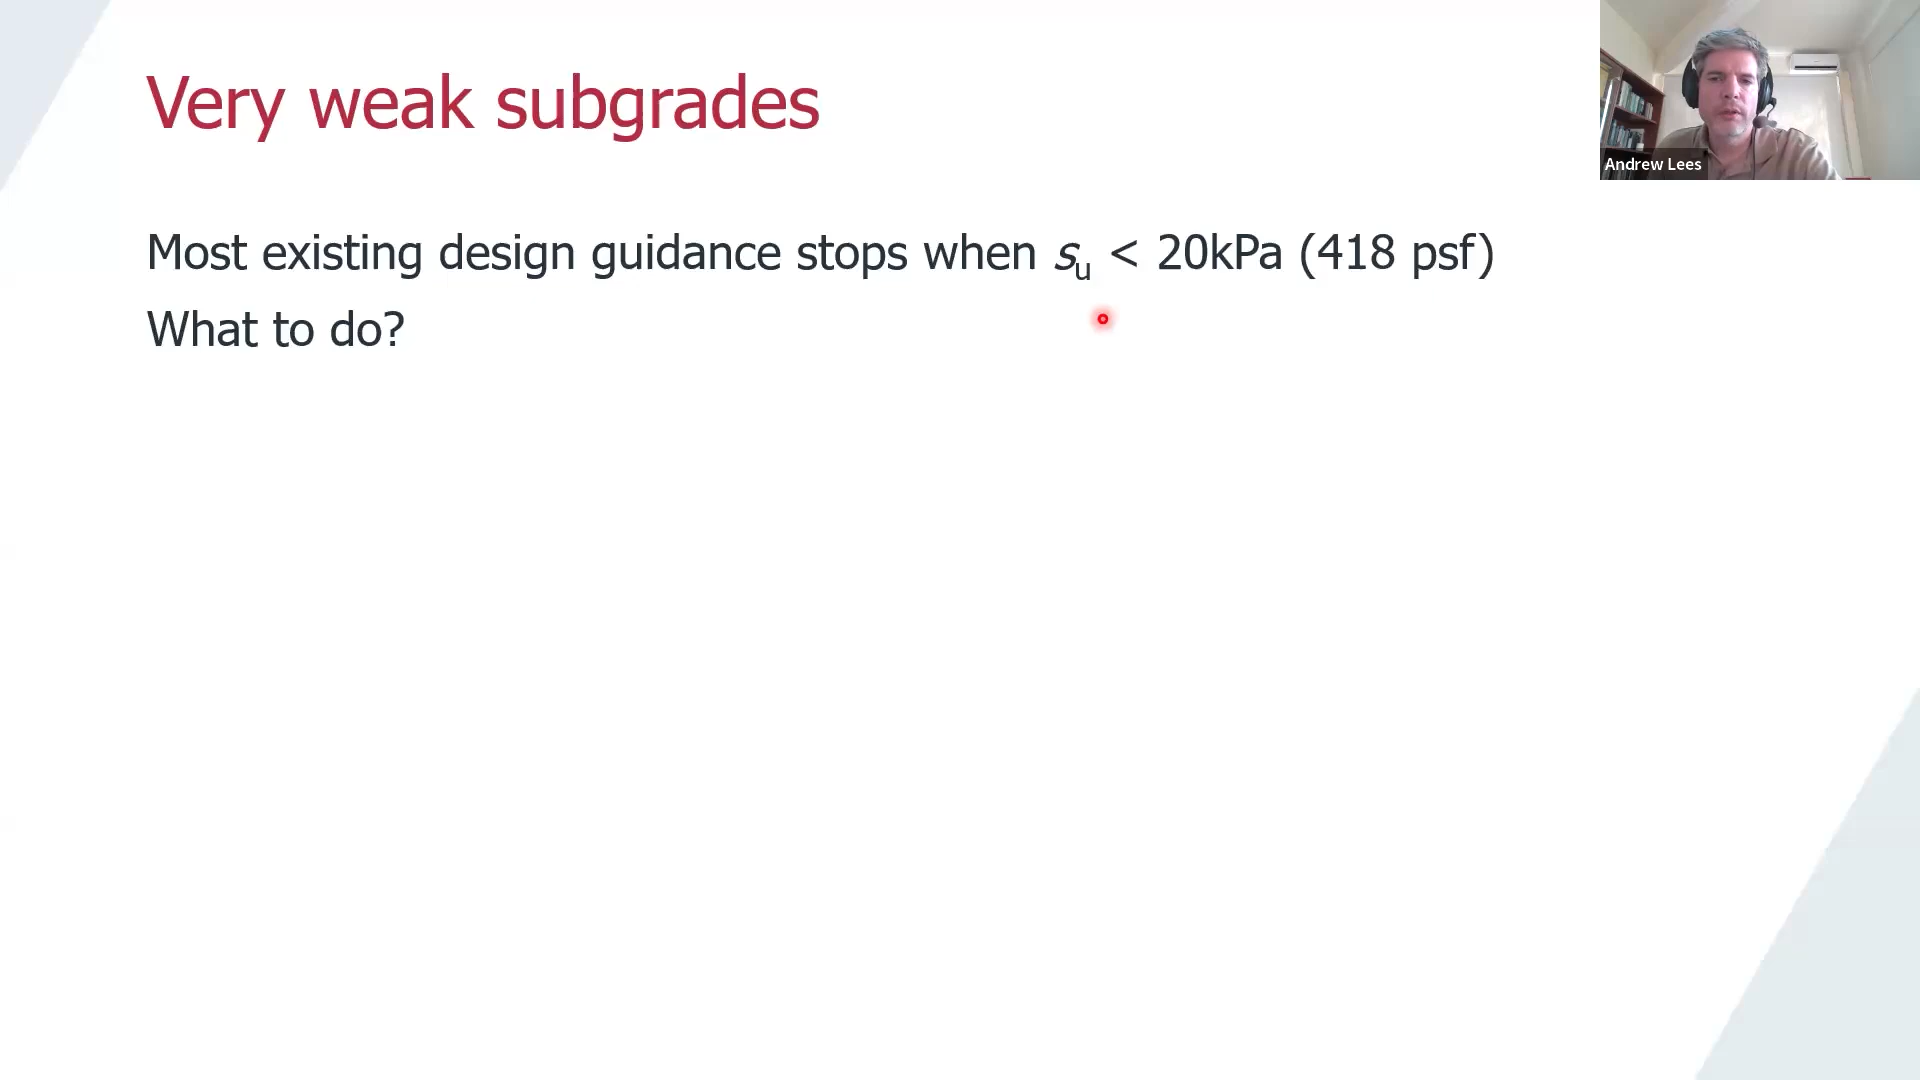 Very weak subgrades
Andrew Lees
Most existing design guidance stops when su < 20kPa (418 psf)
What to do?